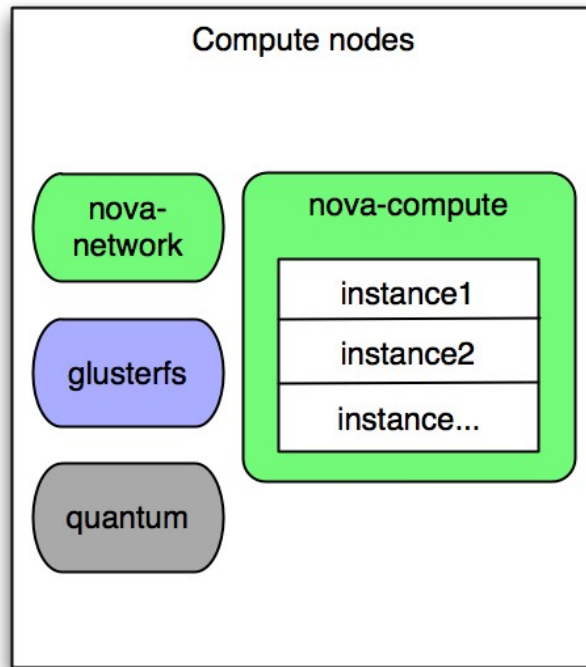 Compute nodes
nova-
network
glusterfs
quantum
nova-compute
instance1
instance2
instance...